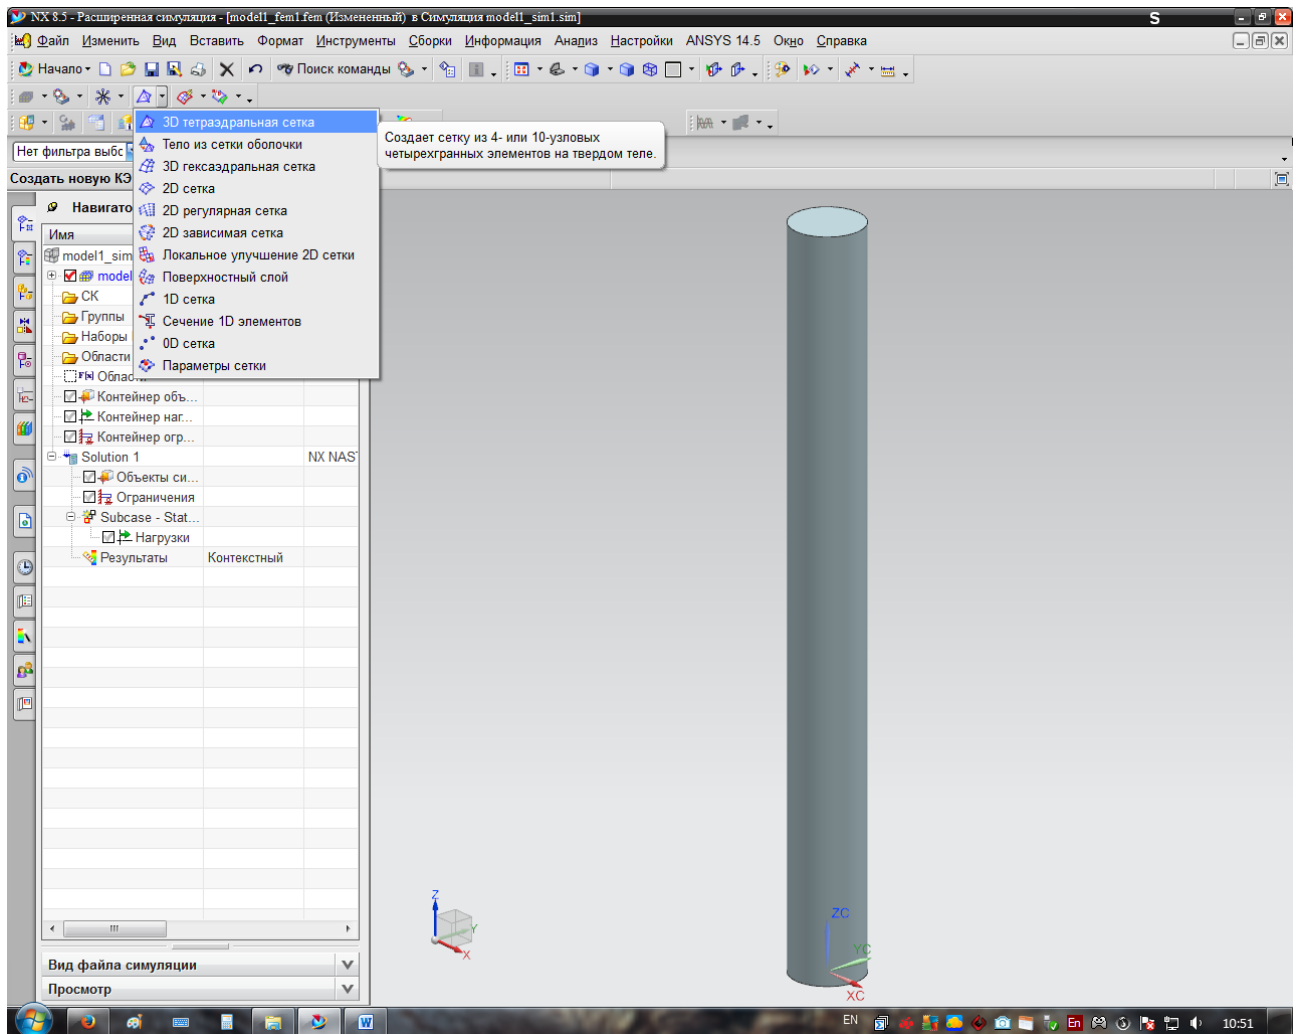 NX 8.5 - Расширенная симуляция - [model1_fem1.fem (Измененный) в Симуляция model1_sim1.sim]
S
Файл Изменить Вид Вставить Формат Инструменты Сборки Информация Анализ Настройки ANSYS 14.5 Окно Справка
Начало Поиск команды
3D тетраэдральная сетка
Тело из сетки оболочки
3D гексаэдральная сетка
2D сетка
2D регулярная сетка
2D зависимая сетка
Локальное улучшение 2D сетки
Поверхностный слой
1D сетка
Сечение 1D элементов
0D сетка
Параметры сетки
Создает сетку из 4- или 10-узловых
четырехгранных элементов на твердом теле.
Нет фильтра выбс
Создать новую КЭ
Навигато
Имя
model1_sim
model
СК
Группы
Наборы
Области
Област
Контейнер объ...
Контейнер наг...
Контейнер огр...
Solution 1 NX NAS
Объекты си...
Ограничения
Subcase - Stat...
Нагрузки
Результаты Контекстный
Вид файла симуляции
Просмотр
Z
Y
X
ZC
YC
XC
EN En 10:51